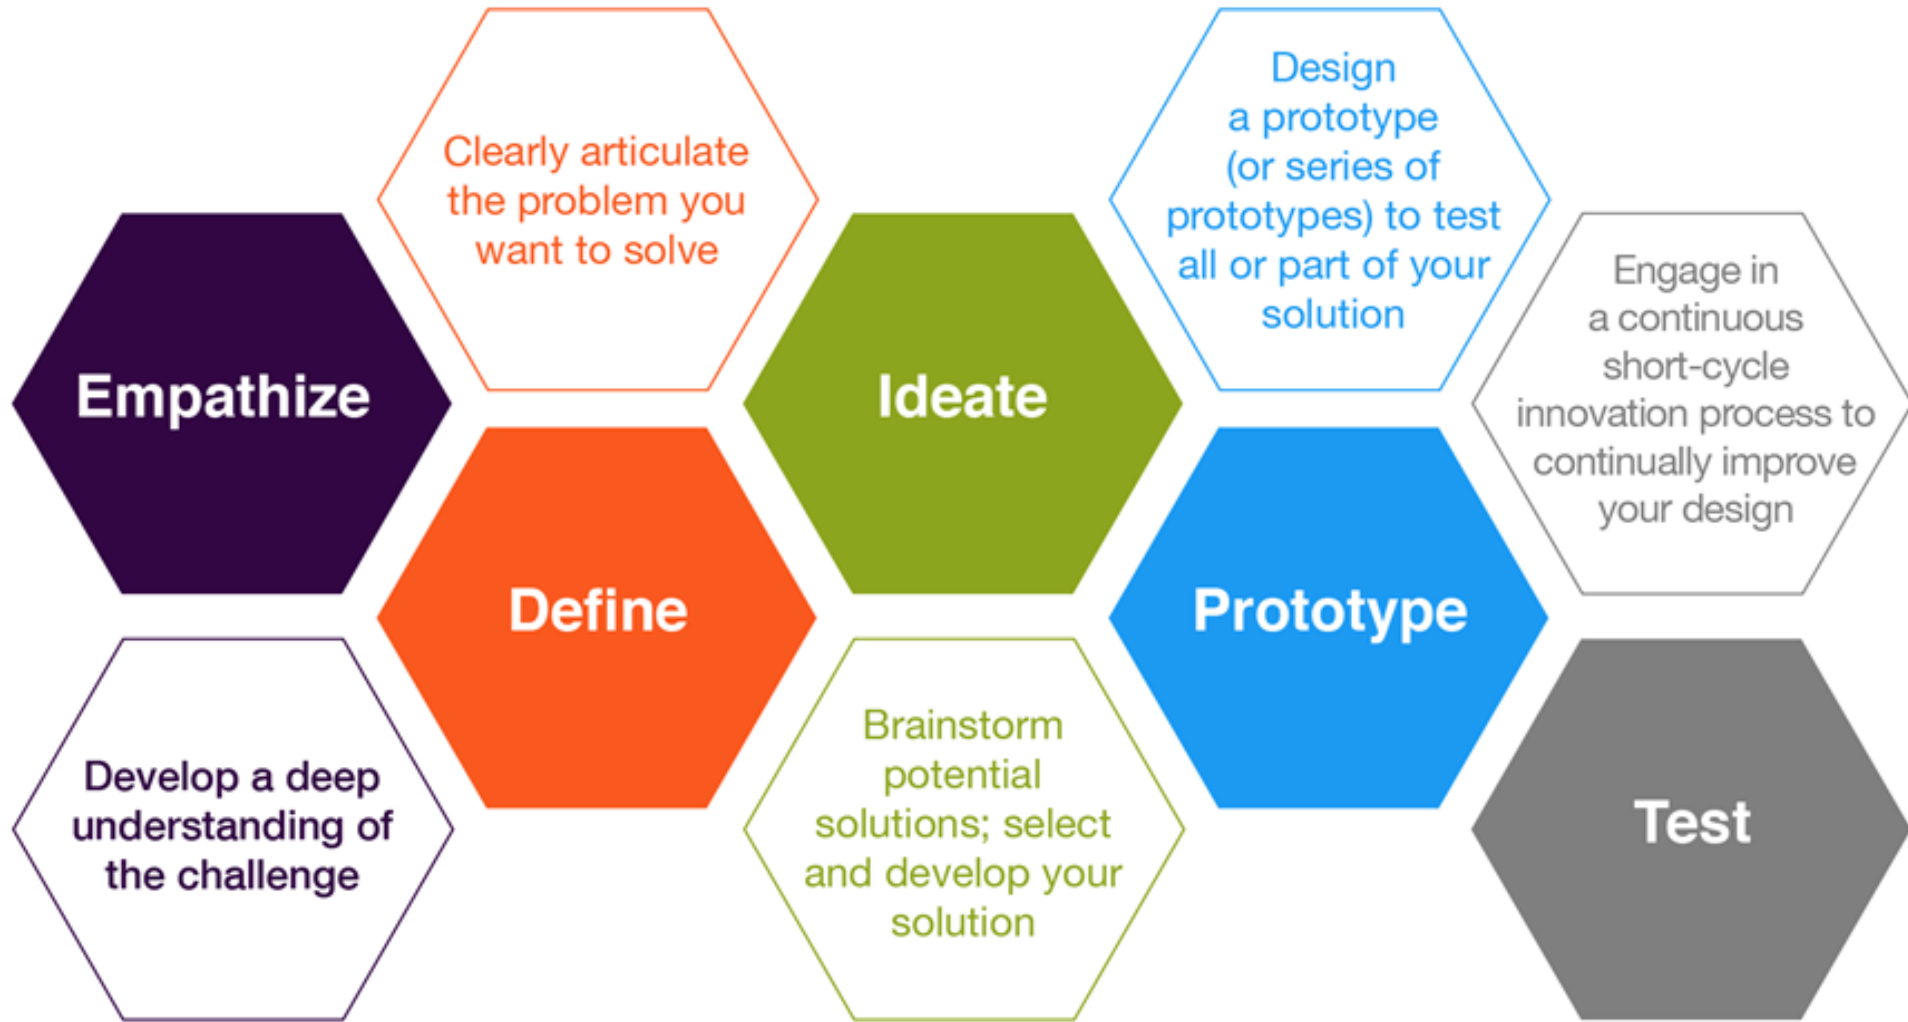 Empathize
Develop a deep
understanding of
the challenge
Clearly articulate
the problem you
want to solve
Define
Ideate
Brainstorm
potential
solutions; select
and develop your
solution
Design
a prototype
(or series of
prototypes) to test
all or part of your
solution
Prototype
Engage in
a continuous
short-cycle
innovation process to
continually improve
your design
Test